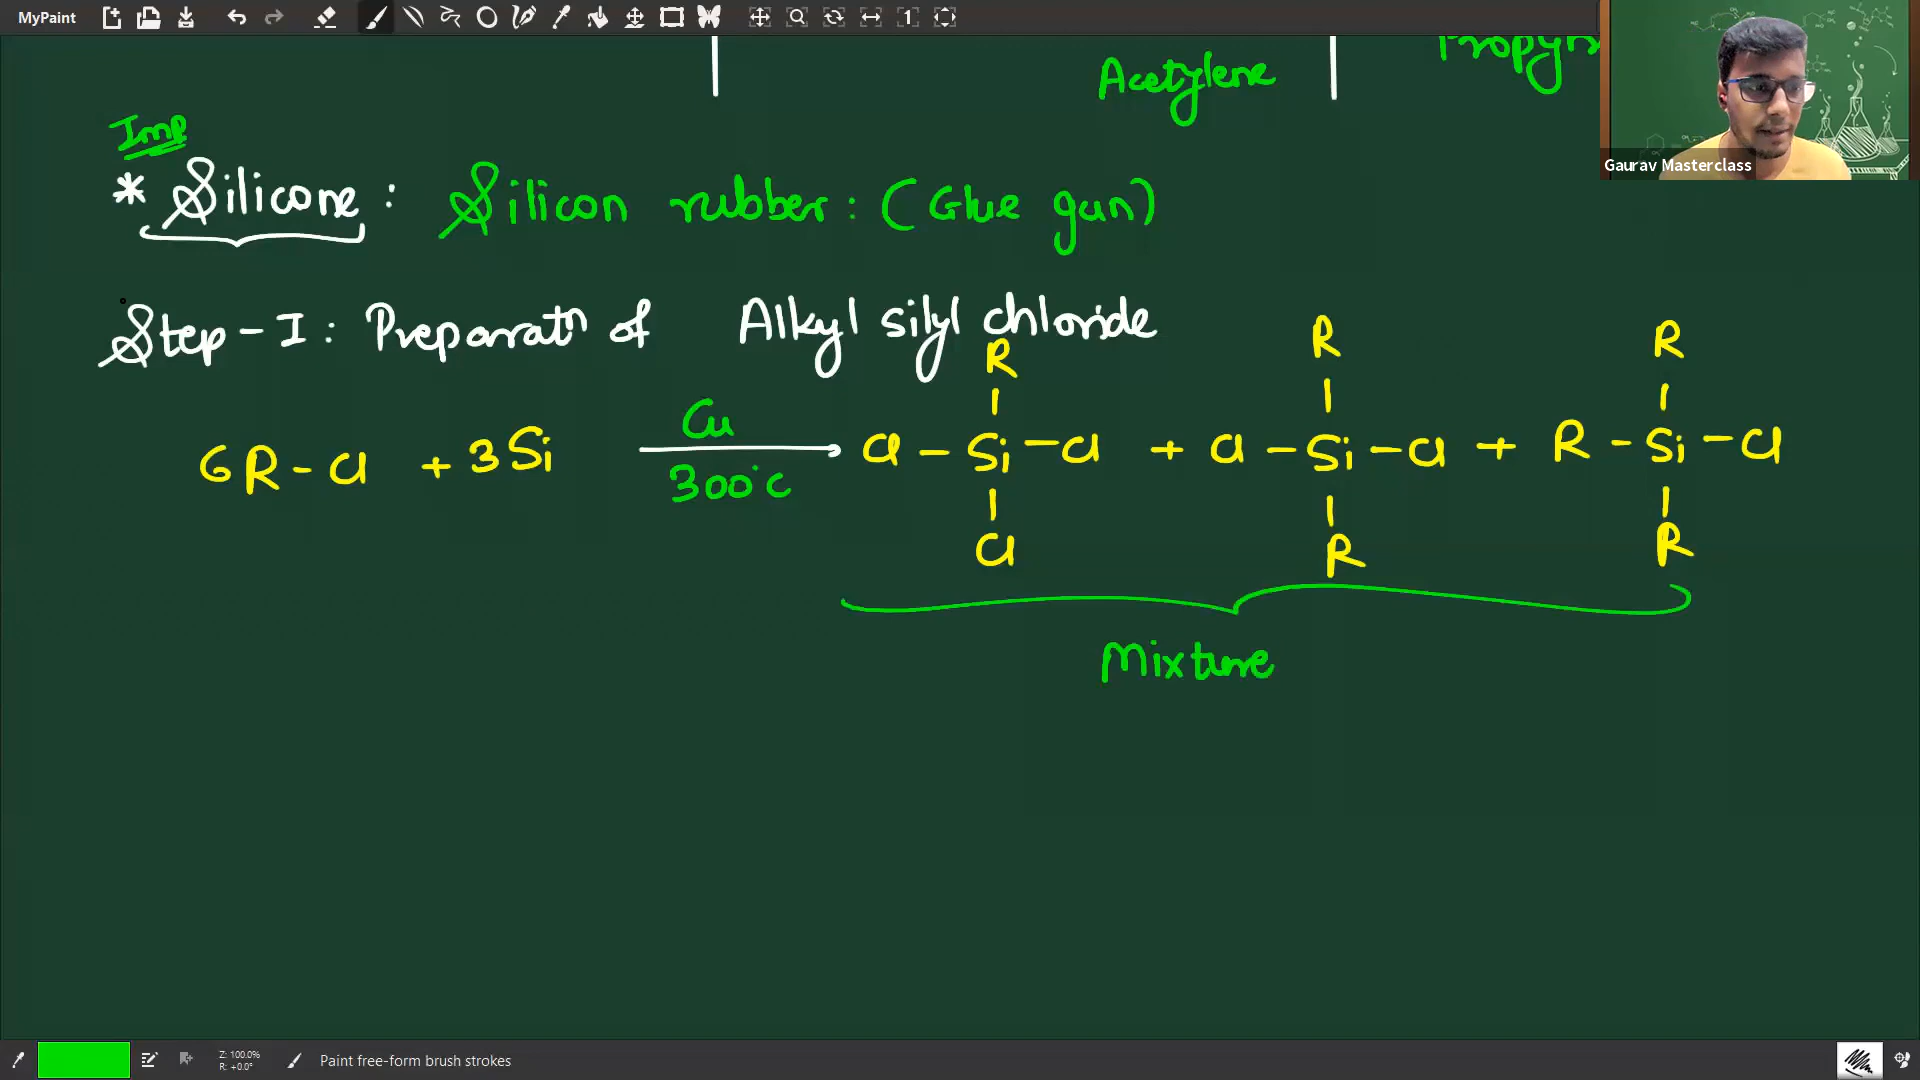 MyPaint
Acetylene
Gaurav Masterclass
Imp
* Silicone : Silicon rubber : (Glue gun)
Step - I : Preparatn of Alkyl silyl chloride
R R R
6R - Cl + 3Si Cu Cl - Si - Cl + Cl - Si - Cl + R - Si - Cl
300°C
Cl R R
Mixture
Z: 100.0%
R: +0.0°
Paint free-form brush strokes